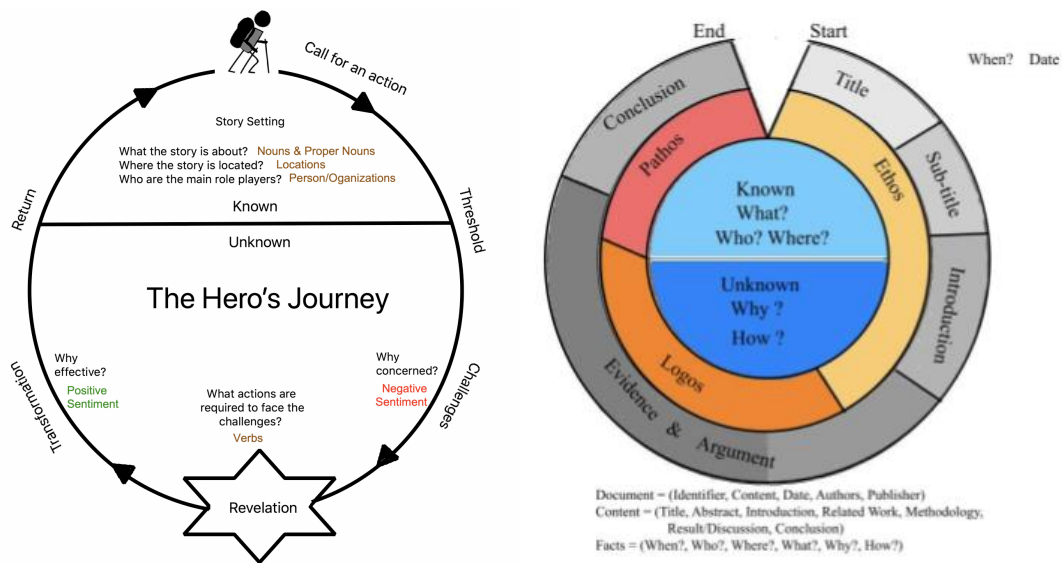 Call for an action
Story Setting
What the story is about? Nouns & Proper Nouns
Where the story is located? Locations
Who are the main role players? Person/Oganizations
Known
Return
Threshold
Unknown
The Hero's Journey
Why
effective?
Positive
Sentiment
Why
concerned?
Negative
Sentiment
What actions are
required to face the
challenges?
Verbs
Transformation
Challenges
Revelation
End
Start
When? Date
Conclusion
Title
Pathos
Ethos
Sub-title
Known
What?
Who? Where?
Unknown
Why ?
How ?
Introduction
Logos
Evidence & Argument
Document = (Identifier, Content, Date, Authors, Publisher)
Content = (Title, Abstract, Introduction, Related Work, Methodology,
Result/Discussion, Conclusion)
Facts = (When?, Who?, Where?, What?, Why?, How?)